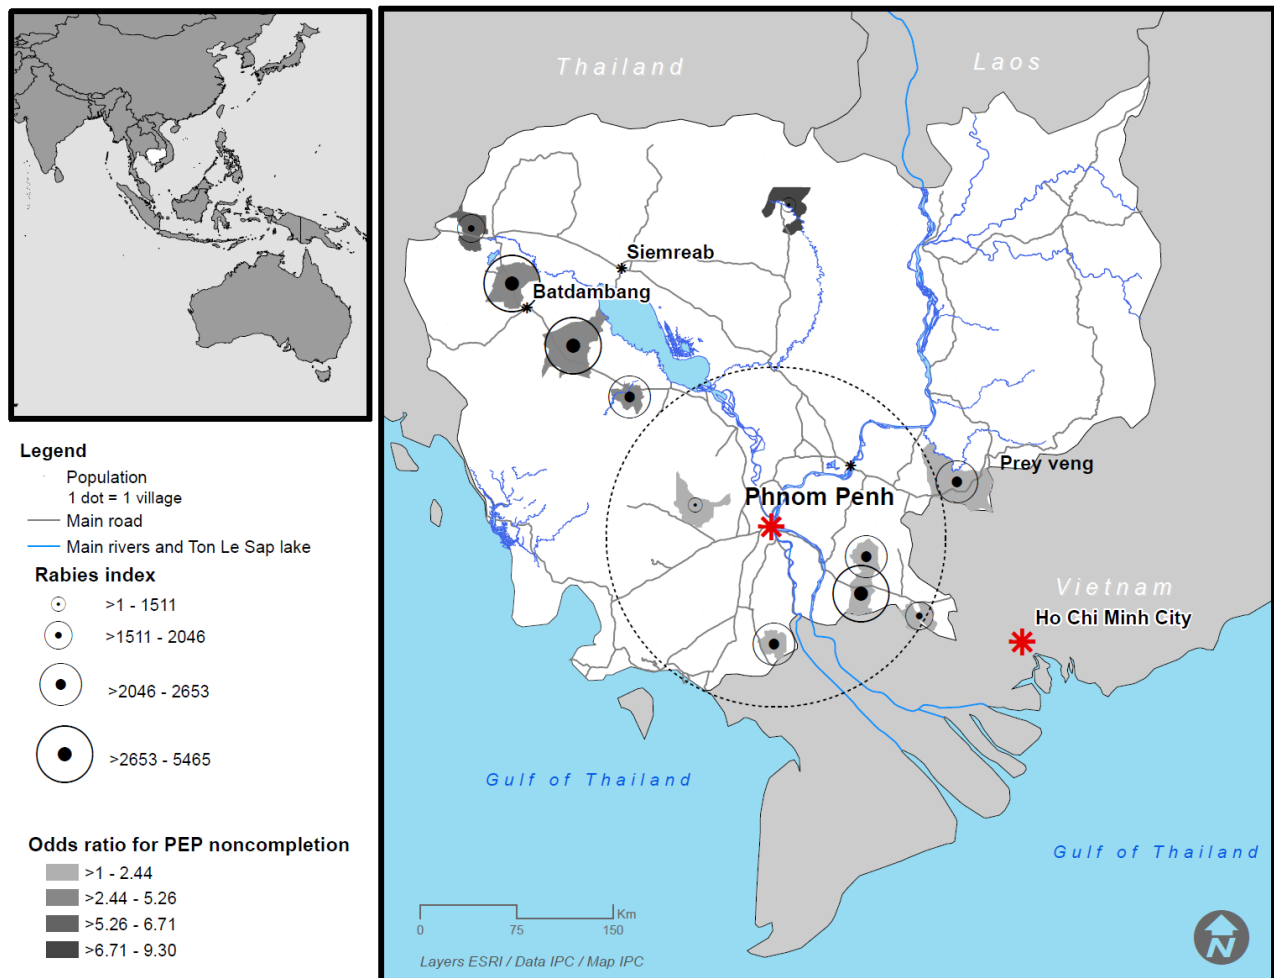 Legend
Population
1 dot = 1 village
Main road
Main rivers and Ton Le Sap lake
Rabies index
>1 - 1511
>1511 - 2046
>2046 - 2653
>2653 - 5465
Odds ratio for PEP noncompletion
>1 - 2.44
>2.44 - 5.26
>5.26 - 6.71
>6.71 - 9.30
Thailand
Laos
Siemreab
Batdambang
Prey veng
Phnom Penh
Vietnam
Ho Chi Minh City
Gulf of Thailand
Gulf of Thailand
Km
0 75 150
Layers ESRI / Data IPC / Map IPC
N